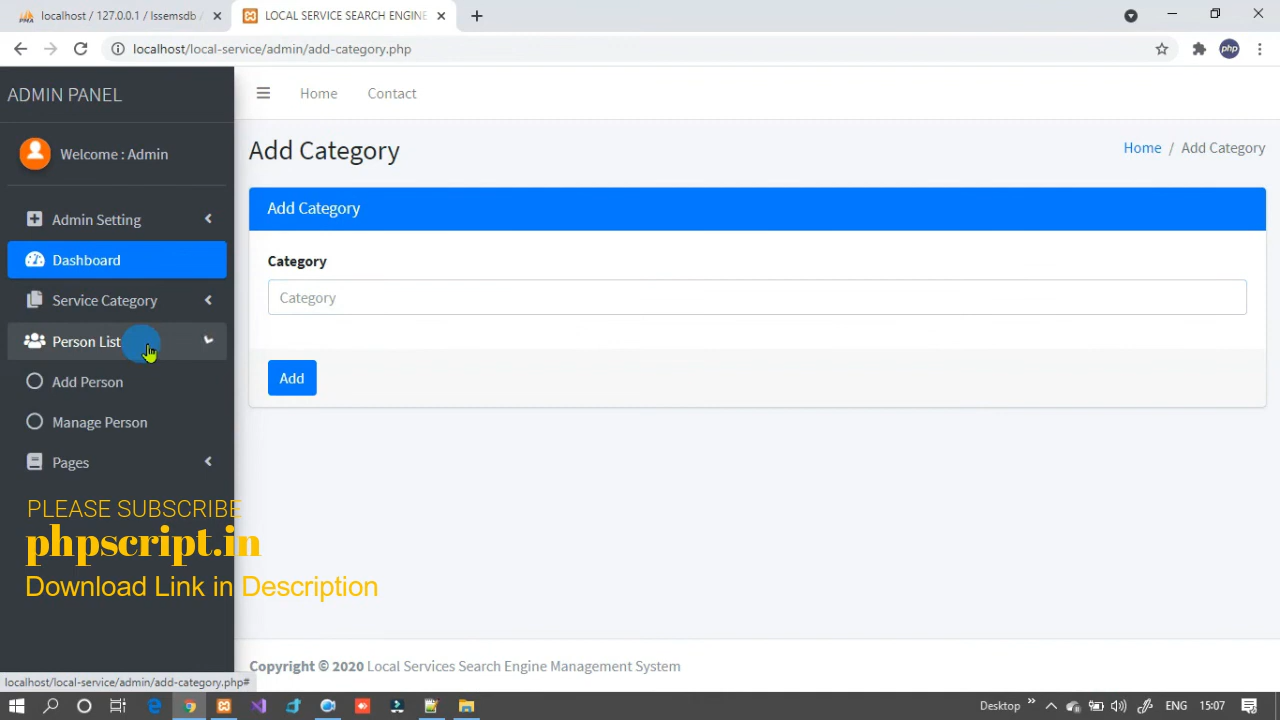 localhost / 127.0.0.1 / lssemsdb
LOCAL SERVICE SEARCH ENGINE
localhost/local-service/admin/add-category.php
php
ADMIN PANEL
Home
Contact
Welcome : Admin
Add Category
Home / Add Category
Admin Setting
Dashboard
Service Category
Person List
Add Person
Manage Person
Pages
Add Category
Category
Category
Add
PLEASE SUBSCRIBE
phpscript.in
Download Link in Description
Copyright © 2020 Local Services Search Engine Management System
localhost/local-service/admin/add-category.php#
Desktop
ENG
15:07